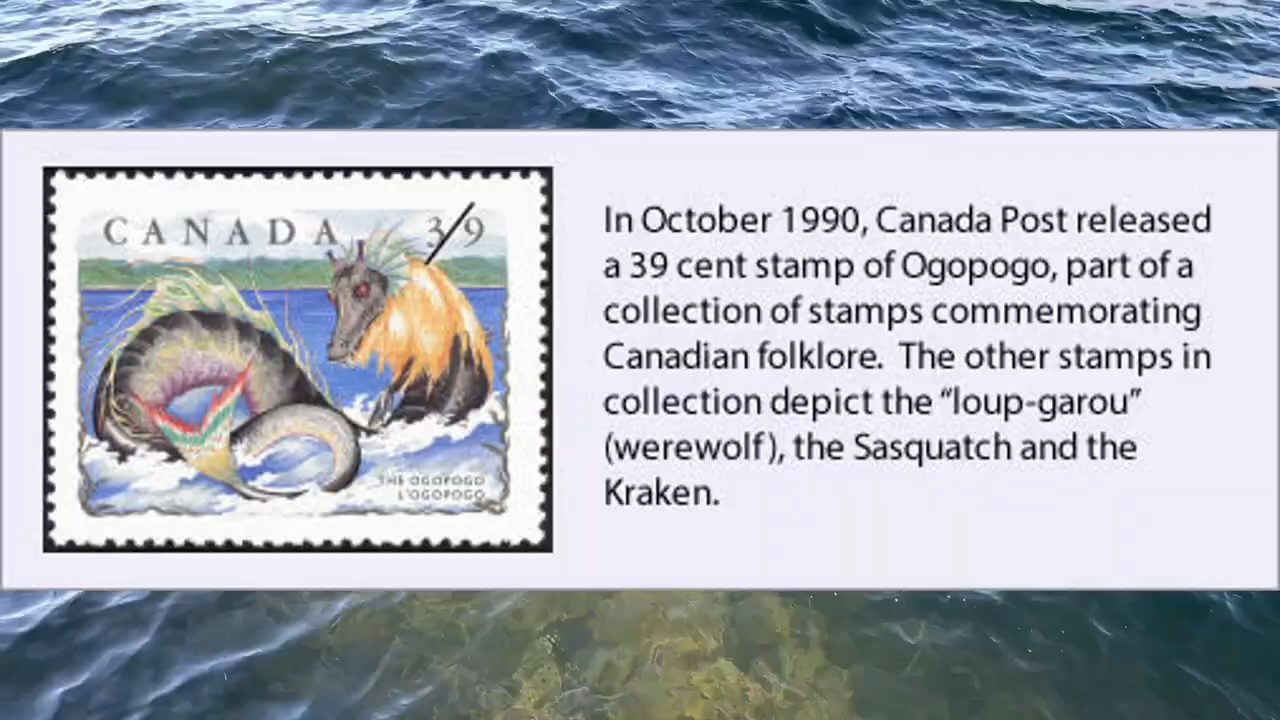 CANADA 39
THE OGOPOGO
L'OGOPOGO
In October 1990, Canada Post released
a 39 cent stamp of Ogopogo, part of a
collection of stamps commemorating
Canadian folklore.  The other stamps in
collection depict the “loup-garou”
(werewolf), the Sasquatch and the
Kraken.